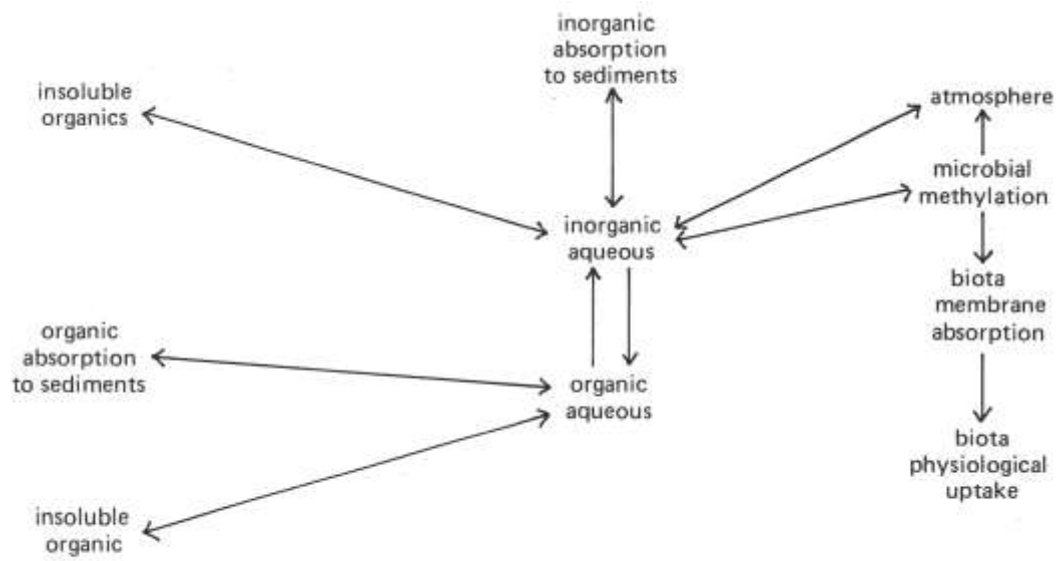 inorganic
absorption
to sediments
insoluble
organics
atmosphere
microbial
methylation
inorganic
aqueous
biota
membrane
absorption
organic
absorption
to sediments
organic
aqueous
biota
physiological
uptake
insoluble
organic